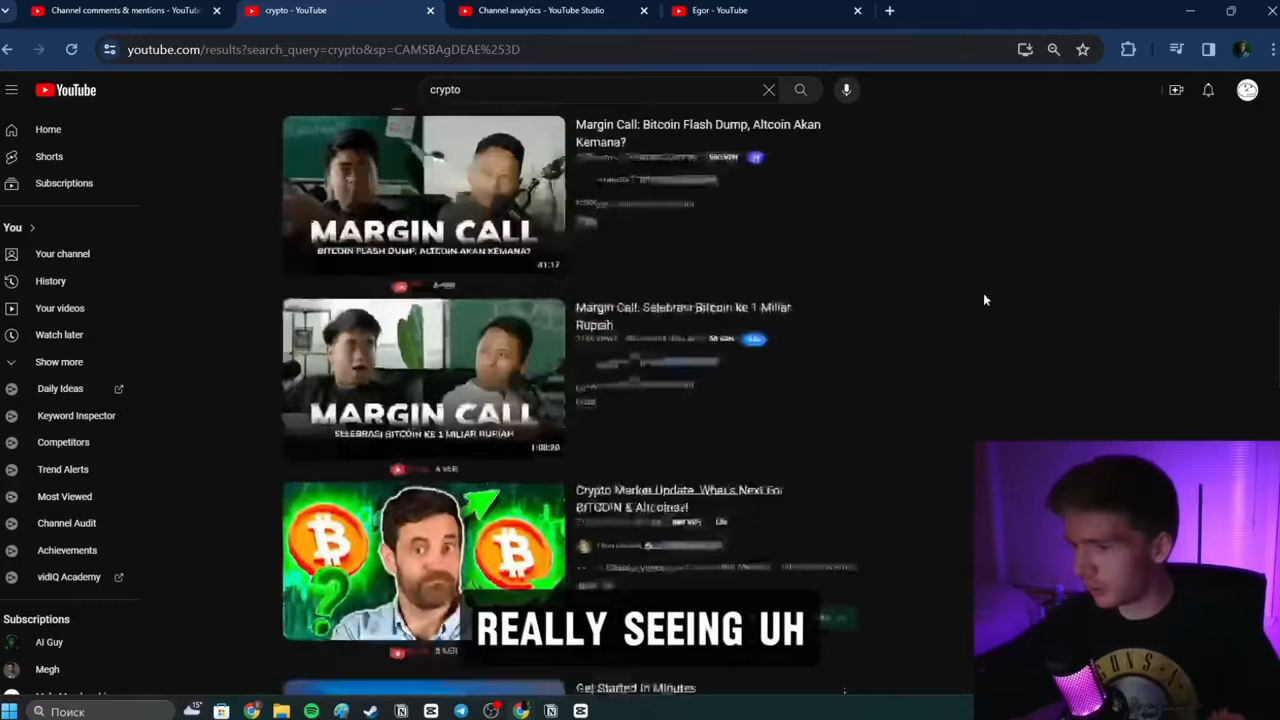 Channel comments & mentions - YouTub
crypto - YouTube
Channel analytics - YouTube Studio
Egor - YouTube
youtube.com/results?search_query=crypto&sp=CAMSBAgDEAE%253D
YouTube
crypto
Home
Shorts
Subscriptions
You
Your channel
History
Your videos
Watch later
Show more
Daily Ideas
Keyword Inspector
Competitors
Trend Alerts
Most Viewed
Channel Audit
Achievements
vidIQ Academy
Subscriptions
AI Guy
Megh
MARGIN CALL
BITCOIN FLASH DUMP, ALTCOIN AKAN KEMANA?
41:17
Margin Call: Bitcoin Flash Dump, Altcoin Akan
Kemana?
MARGIN CALL
SELEBRASI BITCOIN KE 1 MILIAR RUPIAH
1:08:20
Margin Call: Selebrasi Bitcoin ke 1 Miliar
Rupiah
Crypto Market Update: What's Next For
BITCOIN & Altcoins!
REALLY SEEING UH
Get Started In Minutes
GUNS
15°
Поиск